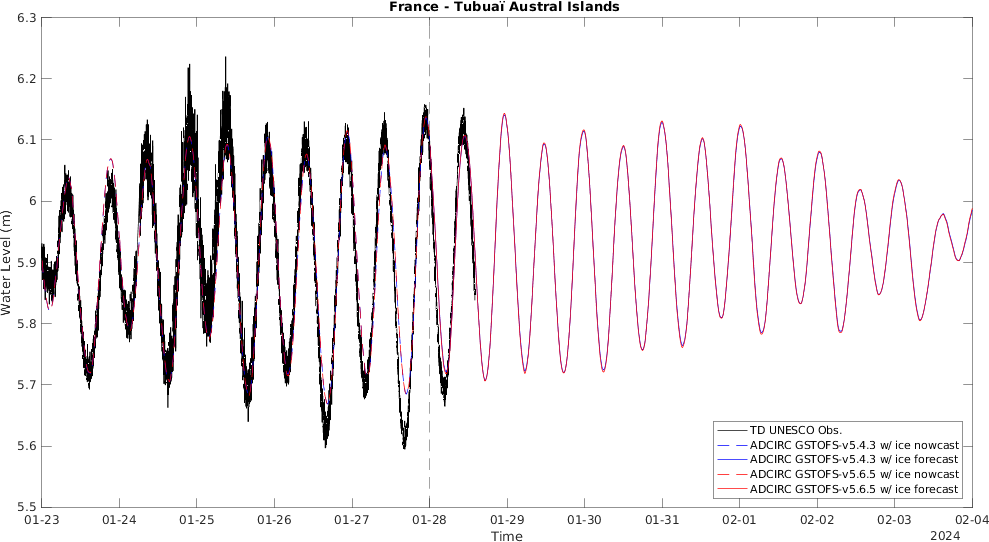 France - Tubuaï Austral Islands
6.3
6.2
6.1
6
5.9
5.8
5.7
5.6
5.5
Water Level (m)
TD UNESCO Obs.
ADCIRC GSTOFS-v5.4.3 w/ ice nowcast
ADCIRC GSTOFS-v5.4.3 w/ ice forecast
ADCIRC GSTOFS-v5.6.5 w/ ice nowcast
ADCIRC GSTOFS-v5.6.5 w/ ice forecast
01-23 01-24 01-25 01-26 01-27 01-28 01-29 01-30 01-31 02-01 02-02 02-03 02-04
Time
2024